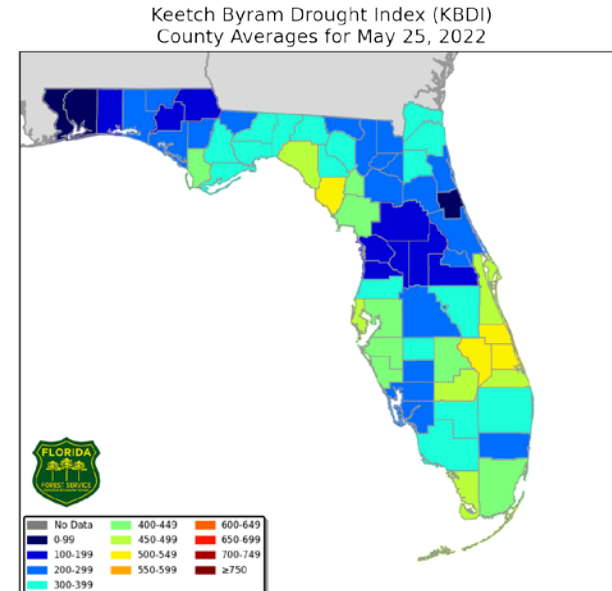 Keetch Byram Drought Index (KBDI)
County Averages for May 25, 2022
FLORIDA
FOREST SERVICE
No Data
0-99
100-199
200-299
300-399
400-449
450-499
500-549
550-599
600-649
650-699
700-749
≥750